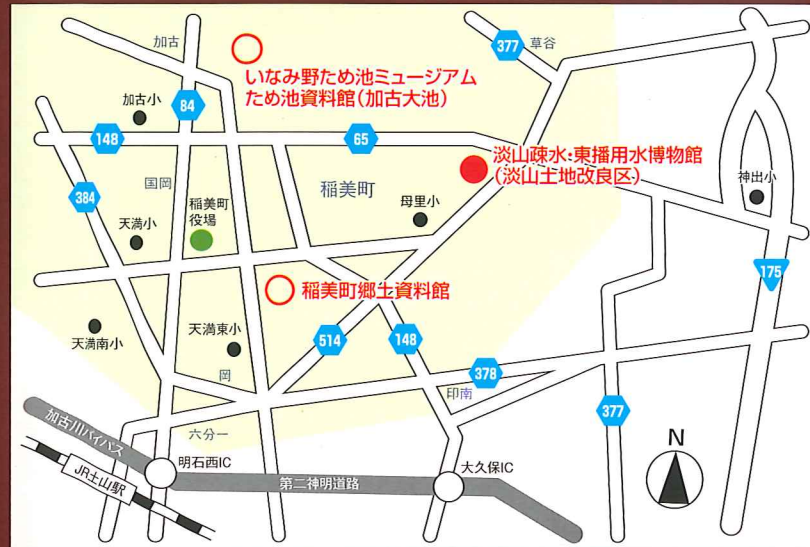 加古
377
草谷
いなみ野ため池ミュージアム
ため池資料館(加古大池)
加古小
84
148
65
淡山疏水・東播用水博物館
(淡山土地改良区)
国岡
稲美町
神出小
384
稲美町
役場
母里小
天満小
175
稲美町郷土資料館
天満南小
天満東小
514
148
岡
378
印南
377
加古川バイパス
六分一
N
明石西IC
大久保IC
JR土山駅
第二神明道路